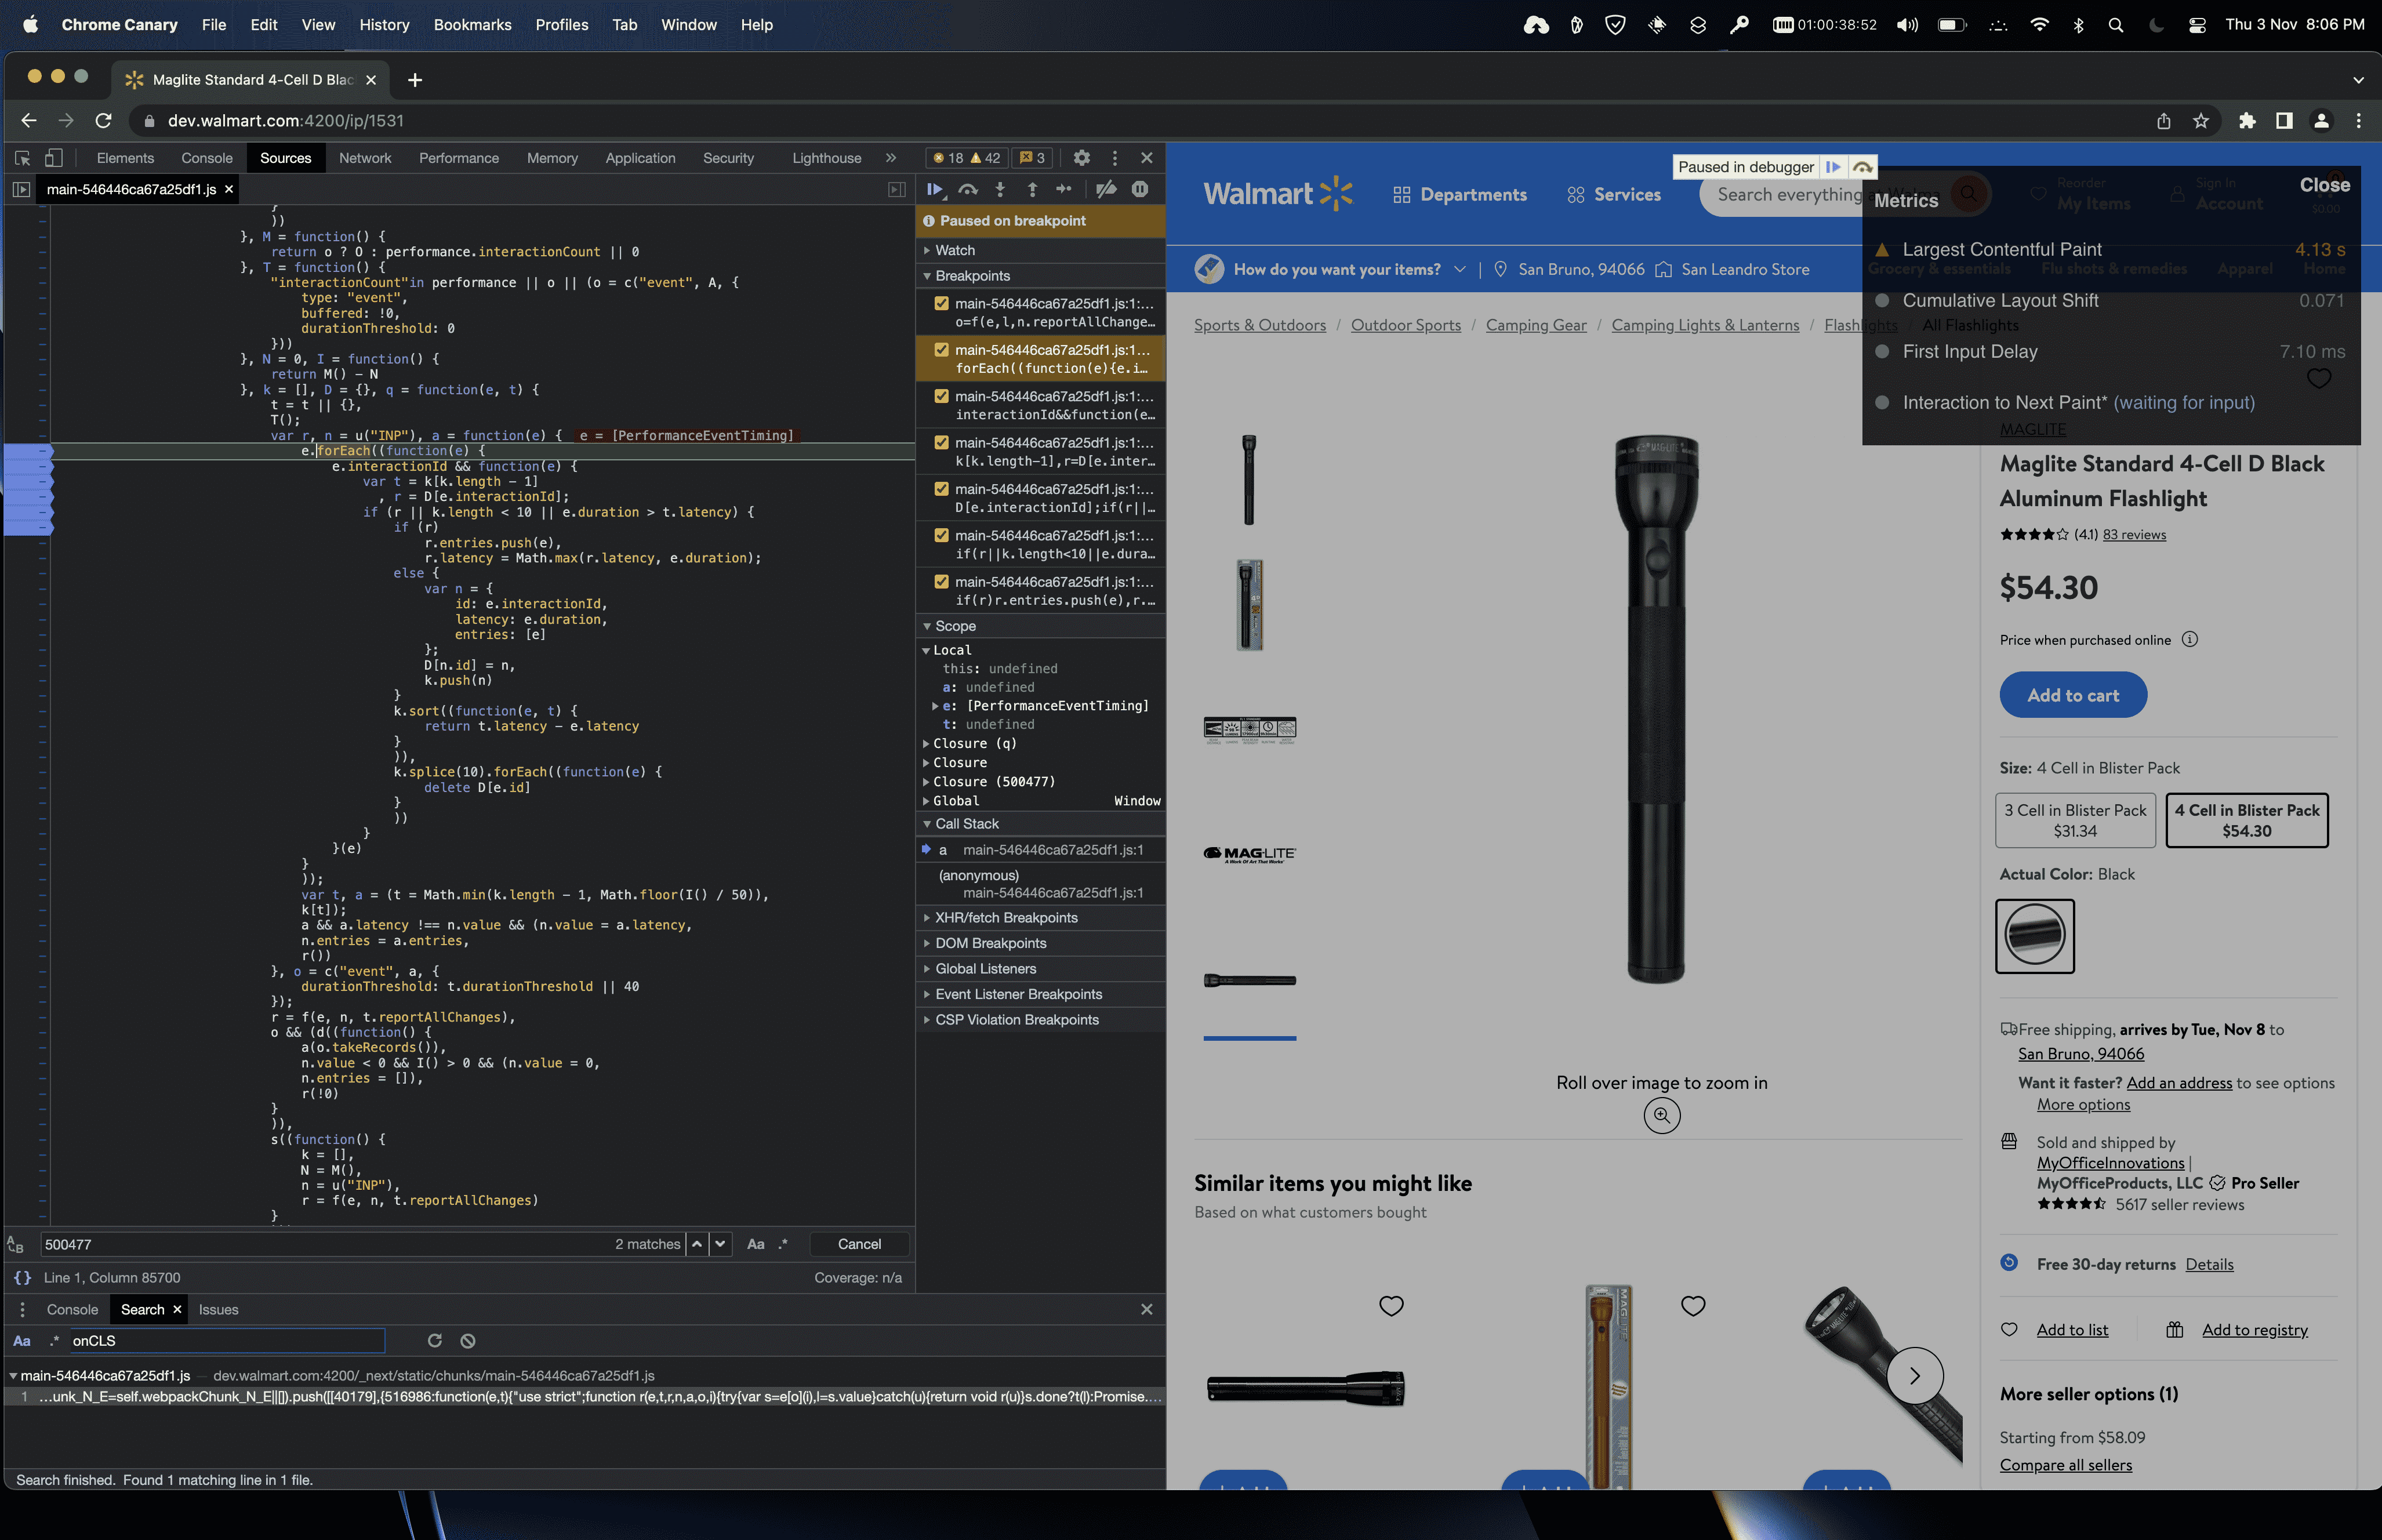 Chrome Canary File Edit View History Bookmarks Profiles Tab Window Help 01:00:38:52 Thu 3 Nov 8:06 PM
Maglite Standard 4-Cell D Blac
dev.walmart.com:4200/ip/1531
Elements Console Sources Network Performance Memory Application Security Lighthouse 18 42 3
main-546446ca67a25df1.js
}
))
}, M = function() {
return o ? O : performance.interactionCount || 0
}, T = function() {
"interactionCount"in performance || o || (o = c("event", A, {
type: "event",
buffered: !0,
durationThreshold: 0
}))
}, N = 0, I = function() {
return M() - N
}, k = [], D = {}, q = function(e, t) {
t = t || {},
T();
var r, n = u("INP"), a = function(e) { e = [PerformanceEventTiming]
e.forEach((function(e) {
e.interactionId && function(e) {
var t = k[k.length - 1]
, r = D[e.interactionId];
if (r || k.length < 10 || e.duration > t.latency) {
if (r)
r.entries.push(e),
r.latency = Math.max(r.latency, e.duration);
else {
var n = {
id: e.interactionId,
latency: e.duration,
entries: [e]
};
D[n.id] = n,
k.push(n)
}
k.sort((function(e, t) {
return t.latency - e.latency
}
)),
k.splice(10).forEach((function(e) {
delete D[e.id]
}
))
}
}(e)
}
));
var t, a = (t = Math.min(k.length - 1, Math.floor(I() / 50)),
k[t]);
a && a.latency !== n.value && (n.value = a.latency,
n.entries = a.entries,
r())
}, o = c("event", a, {
durationThreshold: t.durationThreshold || 40
});
r = f(e, n, t.reportAllChanges),
o && (d((function() {
a(o.takeRecords()),
n.value < 0 && I() > 0 && (n.value = 0,
n.entries = []),
r(!0)
}
)),
s((function() {
k = [],
N = M(),
n = u("INP"),
r = f(e, n, t.reportAllChanges)
}
500477 2 matches Aa .* Cancel
{} Line 1, Column 85700 Coverage: n/a
Paused on breakpoint
Watch
Breakpoints
main-546446ca67a25df1.js:1:…
o=f(e,l,n.reportAllChange…
main-546446ca67a25df1.js:1…
forEach((function(e){e.i…
main-546446ca67a25df1.js:1:…
interactionId&&function(e…
main-546446ca67a25df1.js:1:…
k[k.length-1],r=D[e.inter…
main-546446ca67a25df1.js:1:…
D[e.interactionId];if(r||…
main-546446ca67a25df1.js:1:…
if(r||k.length<10||e.dura…
main-546446ca67a25df1.js:1:…
if(r)r.entries.push(e),r.…
Scope
Local
this: undefined
a: undefined
e: [PerformanceEventTiming]
t: undefined
Closure (q)
Closure
Closure (500477)
Global Window
Call Stack
a main-546446ca67a25df1.js:1
(anonymous)
main-546446ca67a25df1.js:1
XHR/fetch Breakpoints
DOM Breakpoints
Global Listeners
Event Listener Breakpoints
CSP Violation Breakpoints
Console Search Issues
Aa .* onCLS
main-546446ca67a25df1.js — dev.walmart.com:4200/_next/static/chunks/main-546446ca67a25df1.js
1 …unk_N_E=self.webpackChunk_N_E||[]).push([[40179],{516986:function(e,t){"use strict";function r(e,t,r,n,a,o,i){try{var s=e[o](i),l=s.value}catch(u){return void r(u)}s.done?t(l):Promise.…
Search finished. Found 1 matching line in 1 file.
Paused in debugger
Walmart Departments Services Search everything at Walma
Reorder
My Items
Sign In
Account
$0.00
How do you want your items? | San Bruno, 94066 San Leandro Store
Grocery & essentials Flu shots & remedies Apparel Home
Close
Metrics
Largest Contentful Paint 4.13 s
Cumulative Layout Shift 0.071
First Input Delay 7.10 ms
Interaction to Next Paint* (waiting for input)
Sports & Outdoors / Outdoor Sports / Camping Gear / Camping Lights & Lanterns / Flashlights / All Flashlights
MAG-LITE
Roll over image to zoom in
MAGLITE
Maglite Standard 4-Cell D Black
Aluminum Flashlight
(4.1) 83 reviews
$54.30
Price when purchased online
Add to cart
Size: 4 Cell in Blister Pack
3 Cell in Blister Pack
$31.34
4 Cell in Blister Pack
$54.30
Actual Color: Black
Free shipping, arrives by Tue, Nov 8 to
San Bruno, 94066
Want it faster? Add an address to see options
More options
Sold and shipped by
MyOfficeInnovations |
MyOfficeProducts, LLC Pro Seller
5617 seller reviews
Free 30-day returns Details
Add to list Add to registry
More seller options (1)
Starting from $58.09
Compare all sellers
Similar items you might like
Based on what customers bought